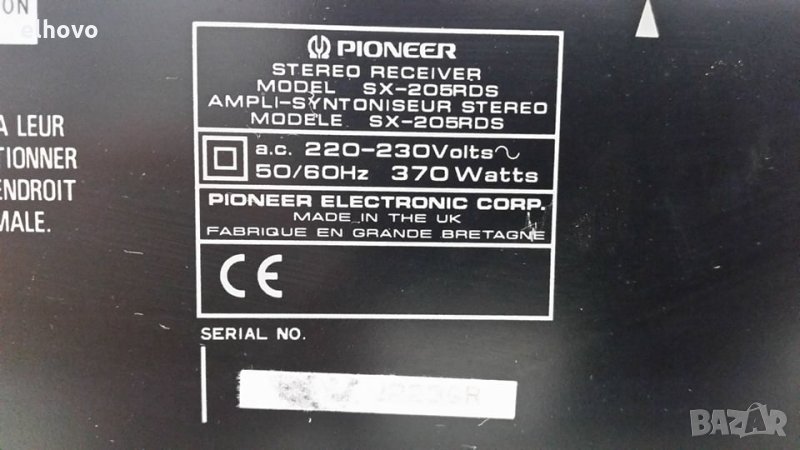 ON
elhovo
PIONEER
STEREO RECEIVER
MODEL SX-205RDS
AMPLI-SYNTONISEUR STEREO
MODELE SX-205RDS
a.c. 220-230Volts~
50/60Hz 370 Watts
PIONEER ELECTRONIC CORP.
MADE IN THE UK
FABRIQUE EN GRANDE BRETAGNE
CE
SERIAL NO.
A LEUR
TIONNER
ENDROIT
MALE.
BAZAR